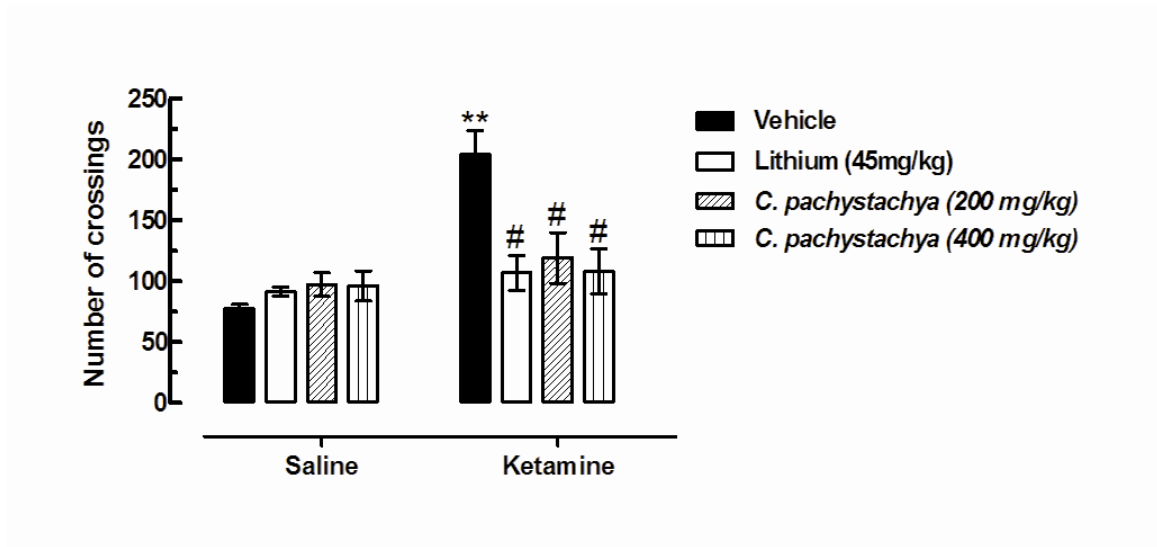 Number of crossings
250
200
150
100
50
0
**
#
#
#
Saline
Ketamine
Vehicle
Lithium (45mg/kg)
C. pachystachya (200 mg/kg)
C. pachystachya (400 mg/kg)